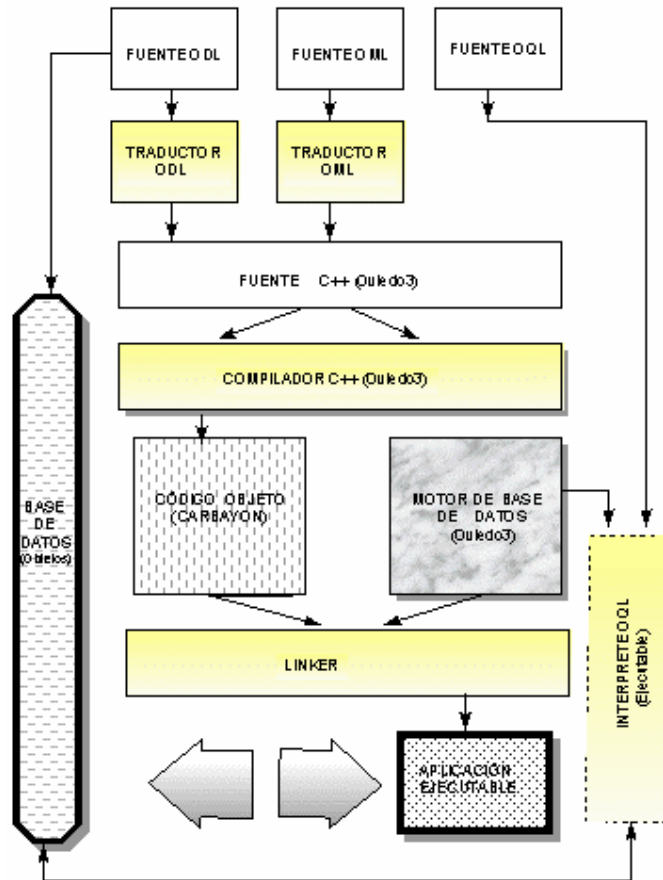 FUENTE ODL
FUENTE OML
FUENTE OQL
TRADUCTOR
ODL
TRADUCTOR
OML
FUENTE C++ (Oviedo3)
COMPILADOR C++ (Oviedo3)
CÓDIGO OBJETO
(CARBAYON)
MOTOR DE BASE
DE DATOS
(Oviedo3)
BASE
DE
DATOS
(Objetos)
LINKER
INTERPRETE OQL
(Ejecutable)
APLICACIÓN
EJECUTABLE